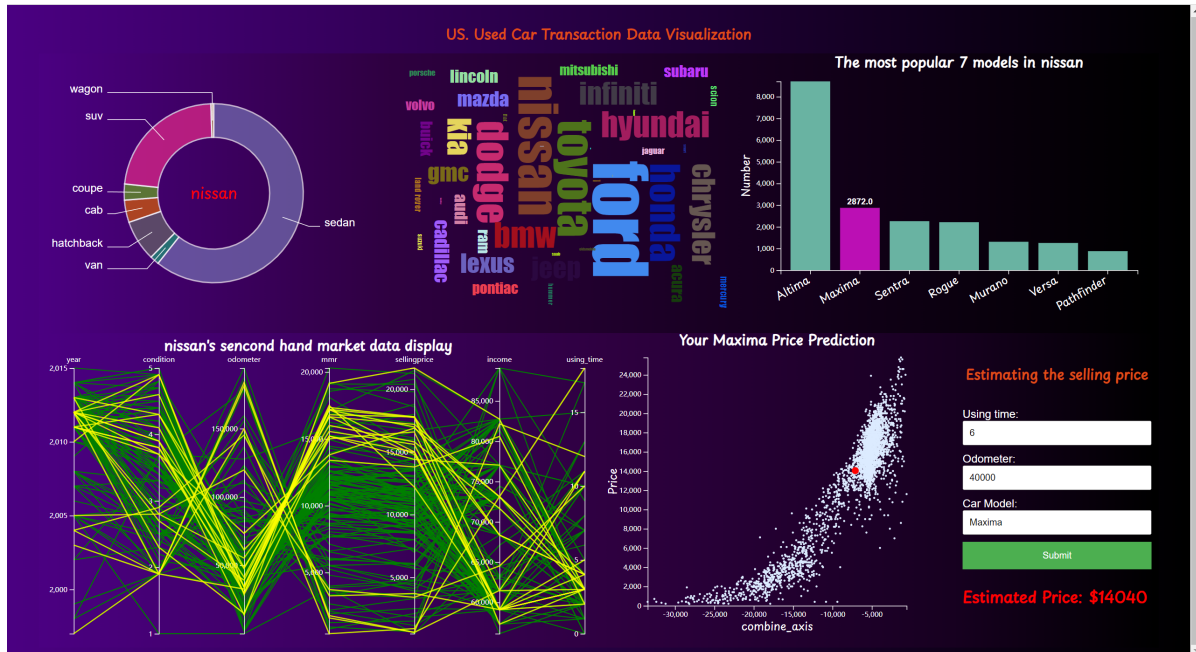 US. Used Car Transaction Data Visualization
wagon
suv
coupe
cab
hatchback
van
sedan
nissan
porsche
lincoln
mitsubishi
subaru
volvo
mazda
infiniti
scion
buick
kia
dodge
nissan
toyota
hyundai
jaguar
gmc
land rover
audi
ford
honda
chrysler
suzuki
cadillac
ram
bmw
lexus
jeep
acura
pontiac
hummer
mercury
The most popular 7 models in nissan
Number
8,000
7,000
6,000
5,000
4,000
3,000
2,000
1,000
0
2872.0
Altima
Maxima
Sentra
Rogue
Murano
Versa
Pathfinder
nissan's sencond hand market data display
year
condition
odometer
mmr
sellingprice
income
using_time
2,015
2,010
2,005
2,000
5
4
3
2
1
150,000
100,000
50,000
20,000
15,000
10,000
5,000
20,000
15,000
10,000
5,000
85,000
80,000
75,000
70,000
65,000
60,000
15
10
5
0
Your Maxima Price Prediction
Price
24,000
22,000
20,000
18,000
16,000
14,000
12,000
10,000
8,000
6,000
4,000
2,000
0
-30,000
-20,000
-15,000
-10,000
-5,000
combine_axis
Estimating the selling price
Using time:
6
Odometer:
40000
Car Model:
Maxima
Submit
Estimated Price: $14040